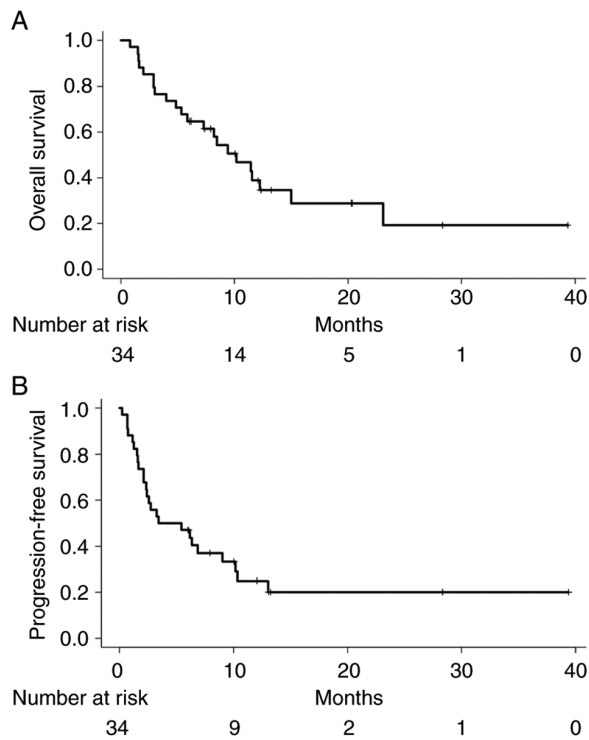 A
Overall survival
1.0
0.8
0.6
0.4
0.2
0.0
0 10 20 30 40
Number at risk Months
34 14 5 1 0
B
Progression-free survival
1.0
0.8
0.6
0.4
0.2
0.0
0 10 20 30 40
Number at risk Months
34 9 2 1 0